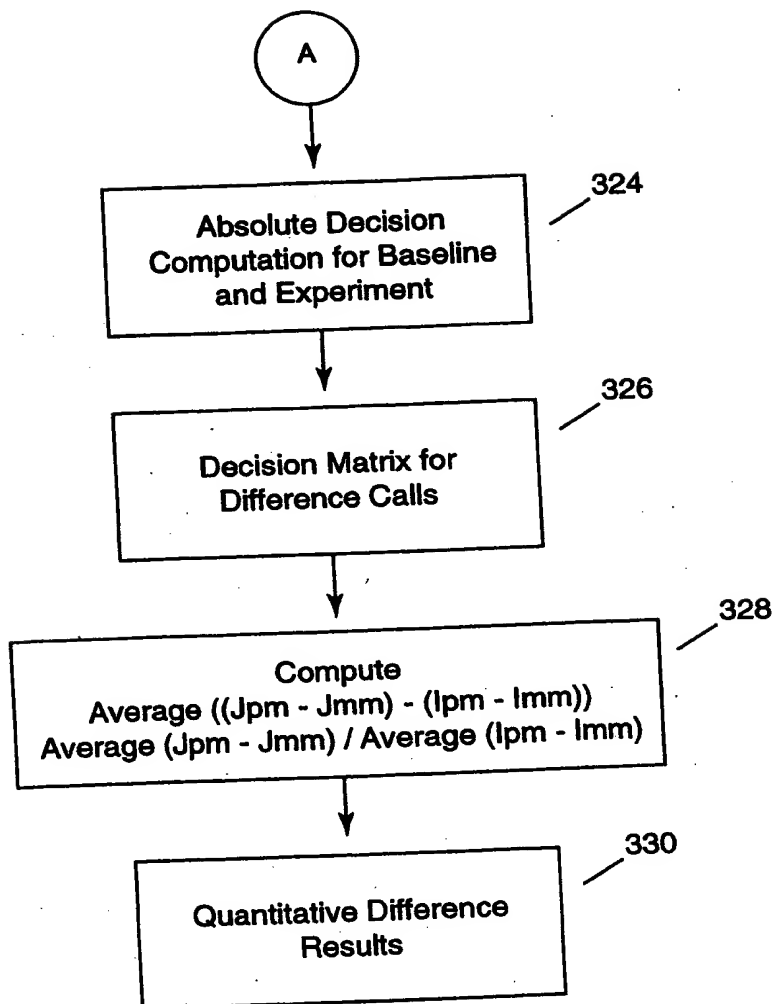 A
324
Absolute Decision
Computation for Baseline
and Experiment
326
Decision Matrix for
Difference Calls
328
Compute
Average ((Jpm - Jmm) - (Ipm - Imm))
Average (Jpm - Jmm) / Average (Ipm - Imm)
330
Quantitative Difference
Results